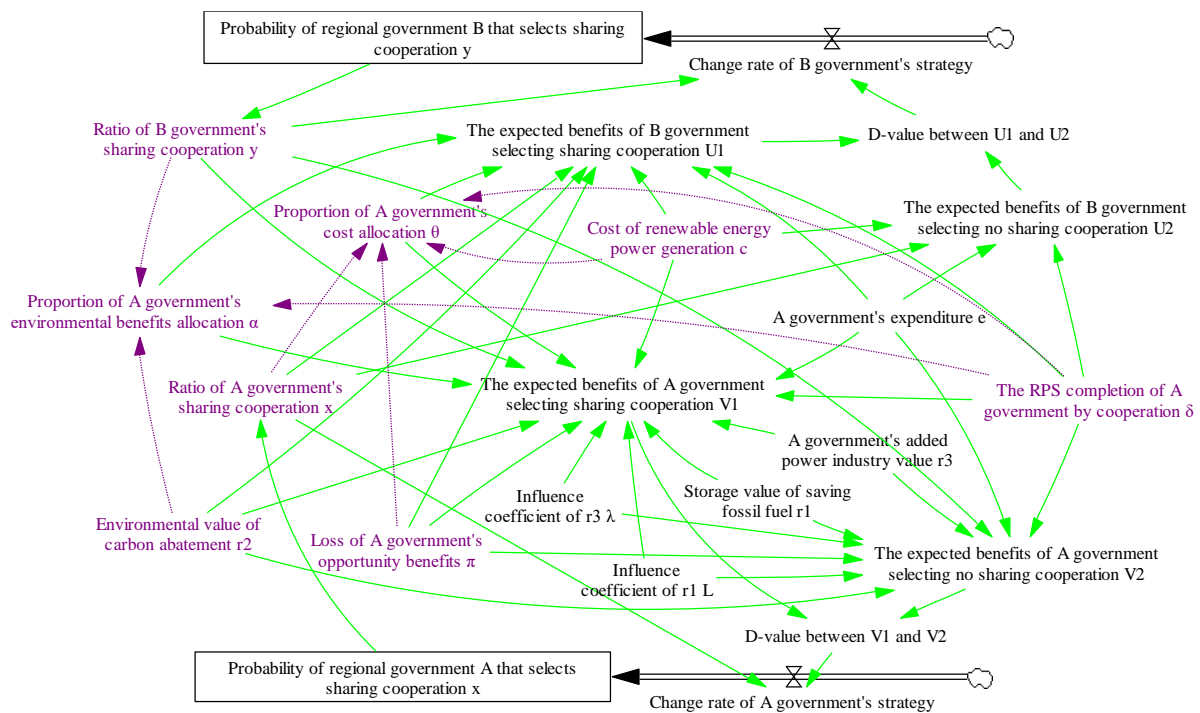 Probability of regional government B that selects sharing
cooperation y
Change rate of B government's strategy
Ratio of B government's
sharing cooperation y
The expected benefits of B government
selecting sharing cooperation U1
D-value between U1 and U2
Proportion of A government's
cost allocation θ
Cost of renewable energy
power generation c
The expected benefits of B government
selecting no sharing cooperation U2
Proportion of A government's
environmental benefits allocation α
A government's expenditure e
Ratio of A government's
sharing cooperation x
The expected benefits of A government
selecting sharing cooperation V1
The RPS completion of A
government by cooperation δ
A government's added
power industry value r3
Influence
coefficient of r3 λ
Storage value of saving
fossil fuel r1
Environmental value of
carbon abatement r2
Loss of A government's
opportunity benefits π
Influence
coefficient of r1 L
The expected benefits of A government
selecting no sharing cooperation V2
D-value between V1 and V2
Probability of regional government A that selects
sharing cooperation x
Change rate of A government's strategy